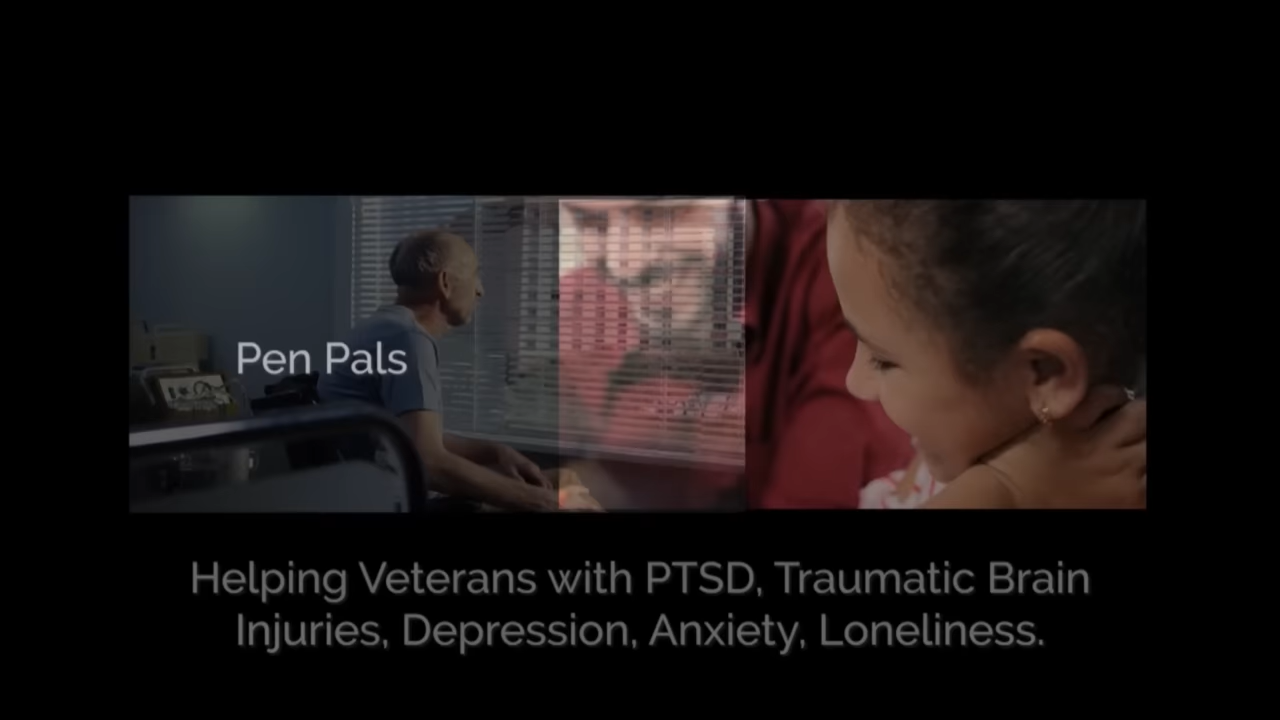 Pen Pals
Helping Veterans with PTSD, Traumatic Brain
Injuries, Depression, Anxiety, Loneliness.